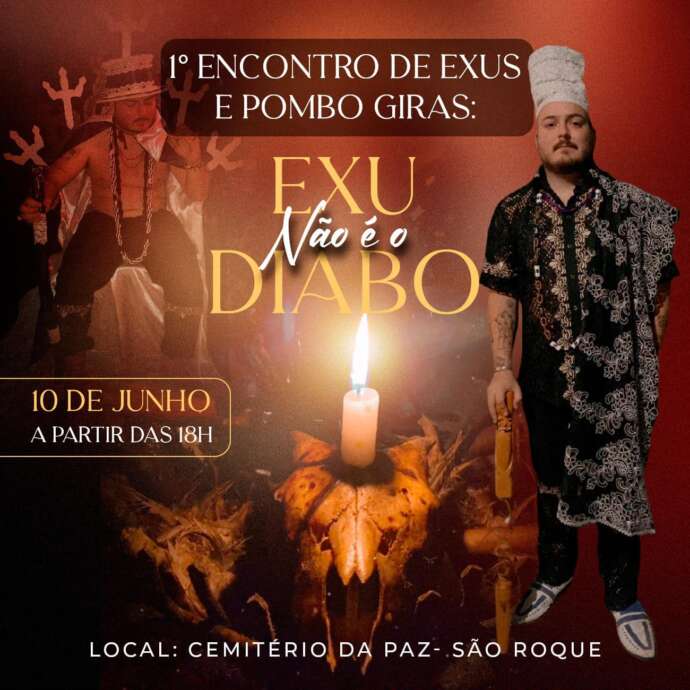 1º ENCONTRO DE EXUS
E POMBO GIRAS:
EXU
Não é o
DIABO
10 DE JUNHO
A PARTIR DAS 18H
LOCAL: CEMITÉRIO DA PAZ- SÃO ROQUE